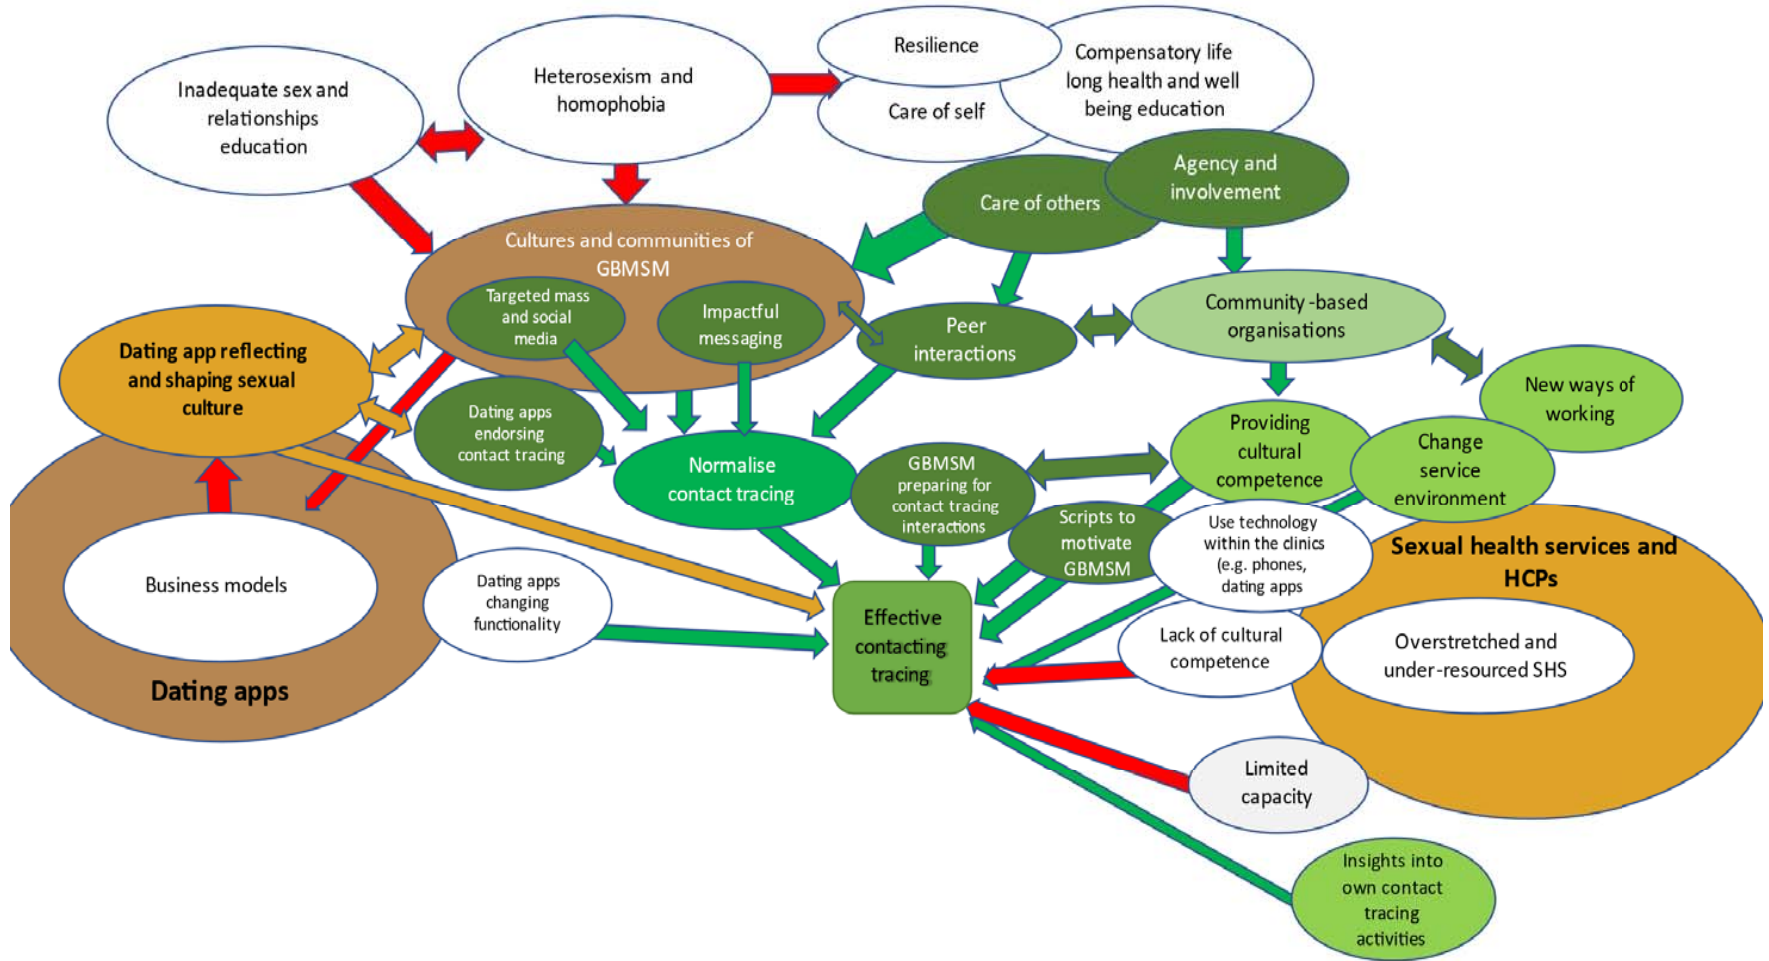 Resilience
Compensatory life
long health and well
being education
Heterosexism and
homophobia
Inadequate sex and
relationships
education
Care of self
Agency and
involvement
Care of others
Cultures and communities of
GBMSM
Targeted mass
and social
media
Impactful
messaging
Peer
interactions
Community -based
organisations
Dating app reflecting
and shaping sexual
culture
New ways of
working
Dating apps
endorsing
contact tracing
Providing
cultural
competence
Change
service
environment
Normalise
contact tracing
GBMSM
preparing for
contact tracing
interactions
Scripts to
motivate
GBMSM
Use technology
within the clinics
(e.g. phones,
dating apps
Sexual health services and
HCPs
Business models
Dating apps
changing
functionality
Effective
contacting
tracing
Lack of cultural
competence
Overstretched and
under-resourced SHS
Dating apps
Limited
capacity
Insights into
own contact
tracing
activities